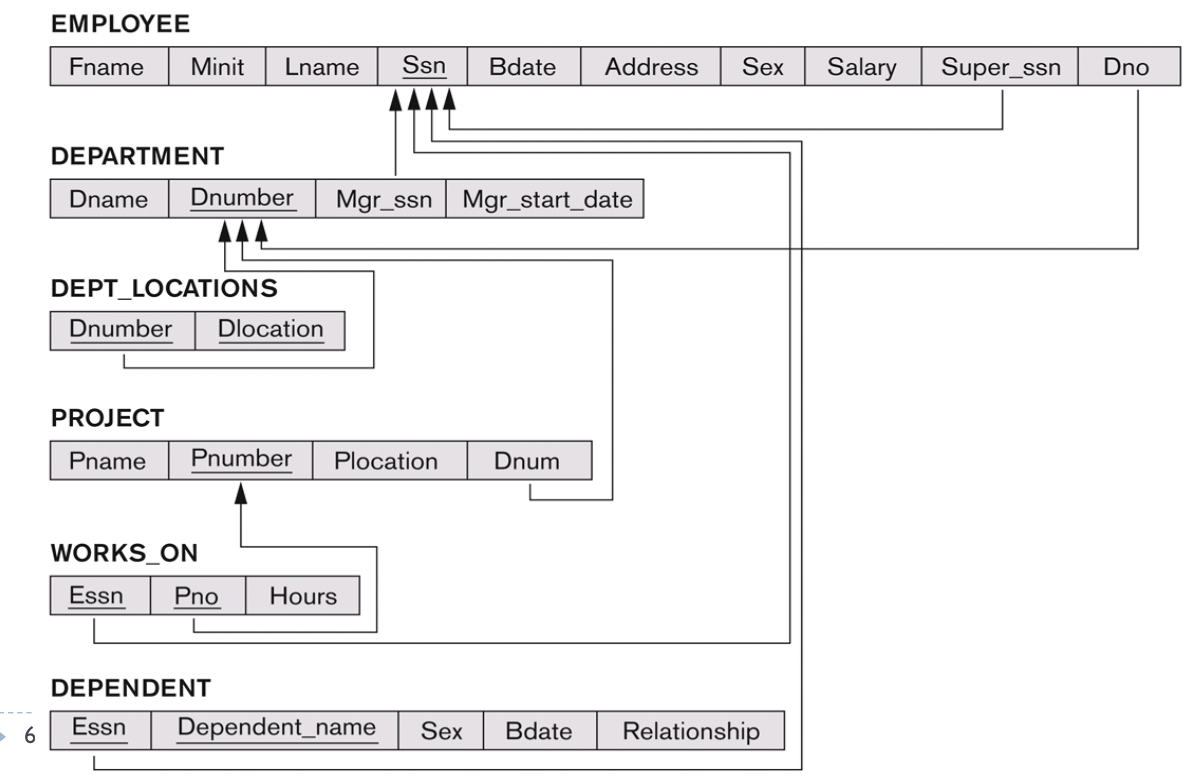 EMPLOYEE
Fname Minit Lname Ssn Bdate Address Sex Salary Super_ssn Dno
DEPARTMENT
Dname Dnumber Mgr_ssn Mgr_start_date
DEPT_LOCATIONS
Dnumber Dlocation
PROJECT
Pname Pnumber Plocation Dnum
WORKS_ON
Essn Pno Hours
DEPENDENT
Essn Dependent_name Sex Bdate Relationship
6